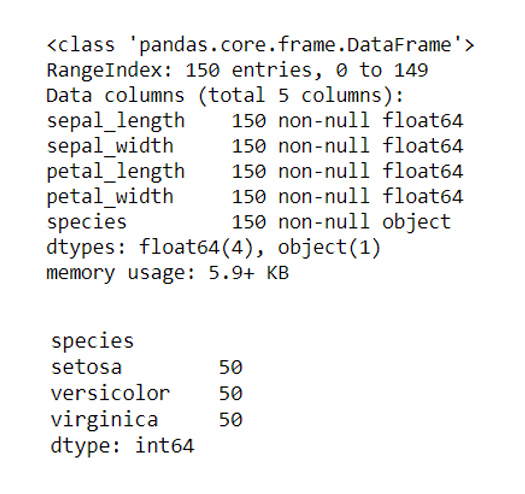 <class 'pandas.core.frame.DataFrame'>
RangeIndex: 150 entries, 0 to 149
Data columns (total 5 columns):
sepal_length    150 non-null float64
sepal_width     150 non-null float64
petal_length    150 non-null float64
petal_width     150 non-null float64
species         150 non-null object
dtypes: float64(4), object(1)
memory usage: 5.9+ KB
species
setosa        50
versicolor    50
virginica     50
dtype: int64